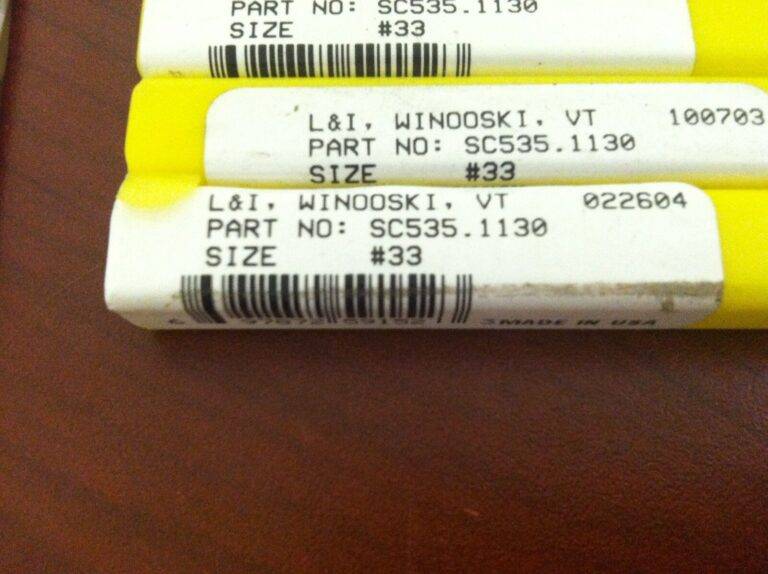 PART NO: SC535.1130
SIZE #33
L&I, WINOOSKI, VT 100703
PART NO: SC535.1130
SIZE #33
L&I, WINOOSKI, VT 022604
PART NO: SC535.1130
SIZE #33
MADE IN USA